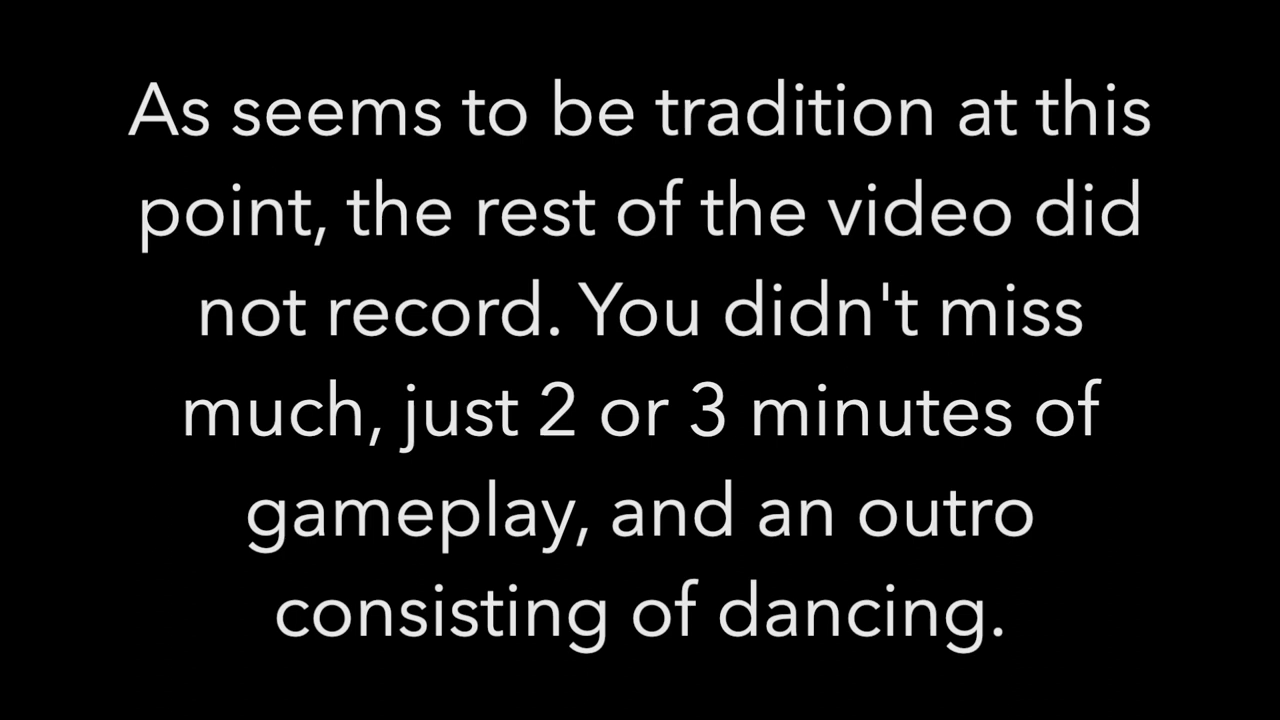 As seems to be tradition at this
point, the rest of the video did
not record. You didn't miss
much, just 2 or 3 minutes of
gameplay, and an outro
consisting of dancing.